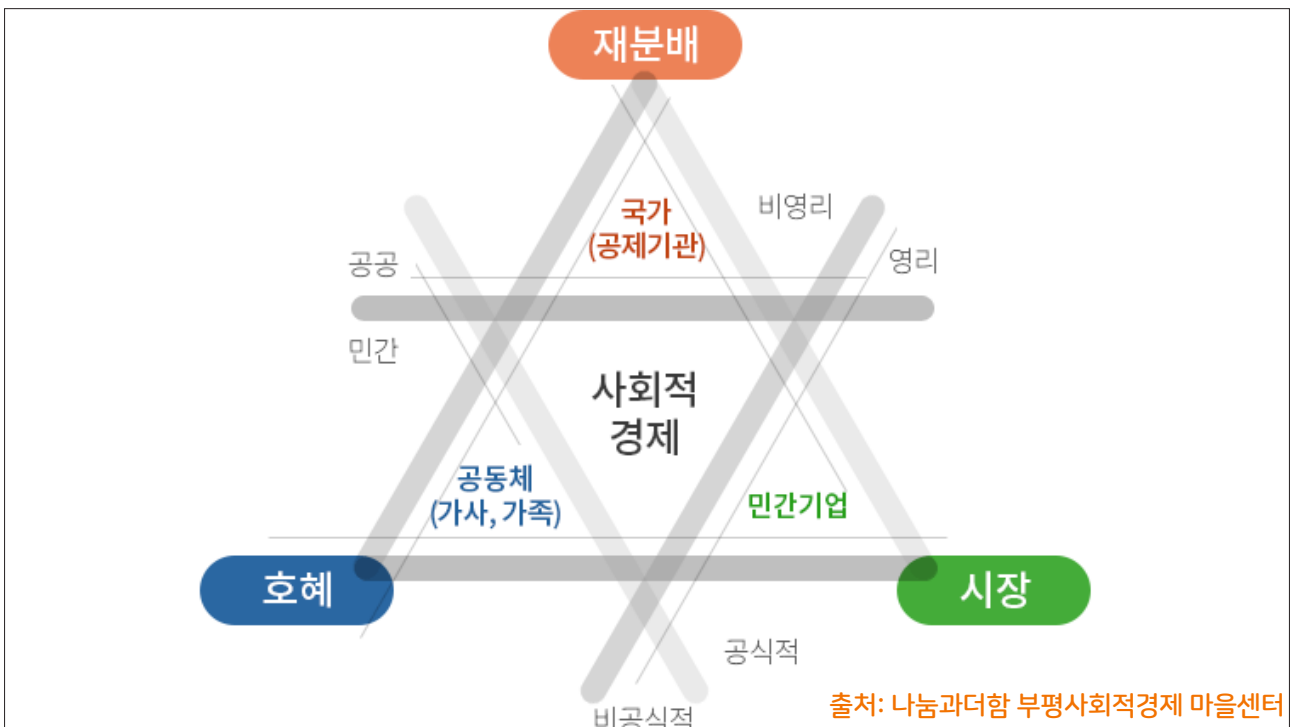 재분배
국가
(공제기관)
비영리
영리
공공
민간
사회적
경제
공동체
(가사, 가족)
민간기업
호혜
시장
공식적
비공식적
출처: 나눔과더함 부평사회적경제 마을센터